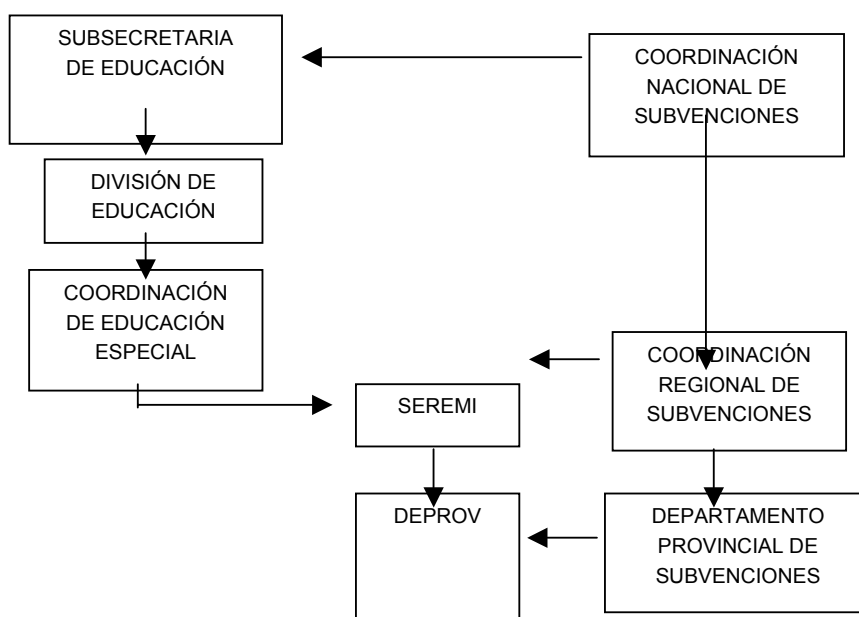 SUBSECRETARIA
DE EDUCACIÓN
COORDINACIÓN
NACIONAL DE
SUBVENCIONES
DIVISIÓN DE
EDUCACIÓN
COORDINACIÓN
DE EDUCACIÓN
ESPECIAL
COORDINACIÓN
REGIONAL DE
SUBVENCIONES
SEREMI
DEPROV
DEPARTAMENTO
PROVINCIAL DE
SUBVENCIONES